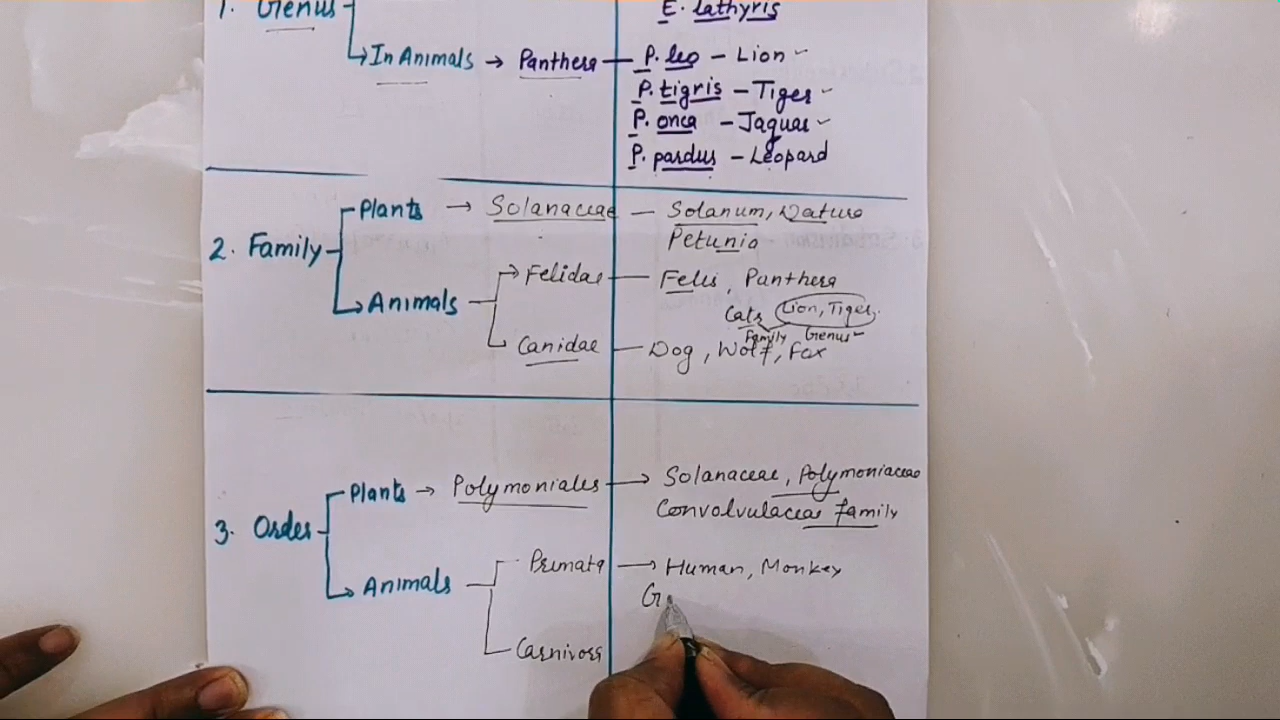 1. Genus
E. lathyris
In Animals → Panthera — P. leo - Lion
P. tigris - Tiger
P. onca - Jaguar
P. pardus - Leopard
2. Family
Plants → Solanaceae — Solanum, Datura
Petunia
Animals
Felidae — Felis, Panthera
Cats Lion, Tiger.
Family Genus
Canidae — Dog, Wolf, Fox
3. Order
Plants → Polymoniales → Solanaceae, Polymoniaceae
Convolvulaceae family
Animals
Primata → Human, Monkey
G
Carnivora